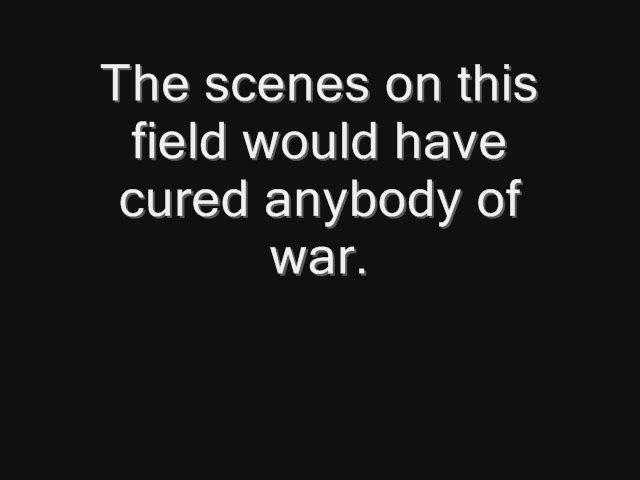 The scenes on this
field would have
cured anybody of
war.